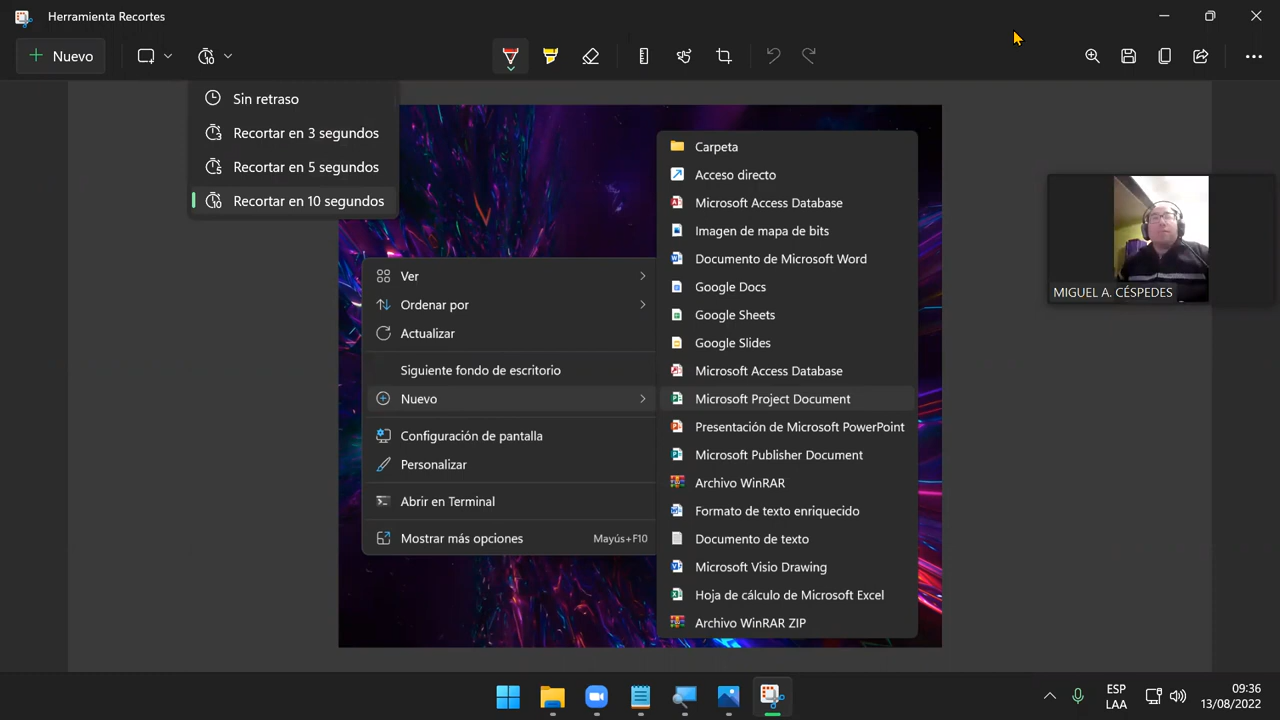 Herramienta Recortes
Nuevo
Sin retraso
Recortar en 3 segundos
Recortar en 5 segundos
Recortar en 10 segundos
Ver
Ordenar por
Actualizar
Siguiente fondo de escritorio
Nuevo
Configuración de pantalla
Personalizar
Abrir en Terminal
Mostrar más opciones Mayús+F10
Carpeta
Acceso directo
Microsoft Access Database
Imagen de mapa de bits
Documento de Microsoft Word
Google Docs
Google Sheets
Google Slides
Microsoft Access Database
Microsoft Project Document
Presentación de Microsoft PowerPoint
Microsoft Publisher Document
Archivo WinRAR
Formato de texto enriquecido
Documento de texto
Microsoft Visio Drawing
Hoja de cálculo de Microsoft Excel
Archivo WinRAR ZIP
MIGUEL A. CÉSPEDES
ESP
LAA
09:36
13/08/2022